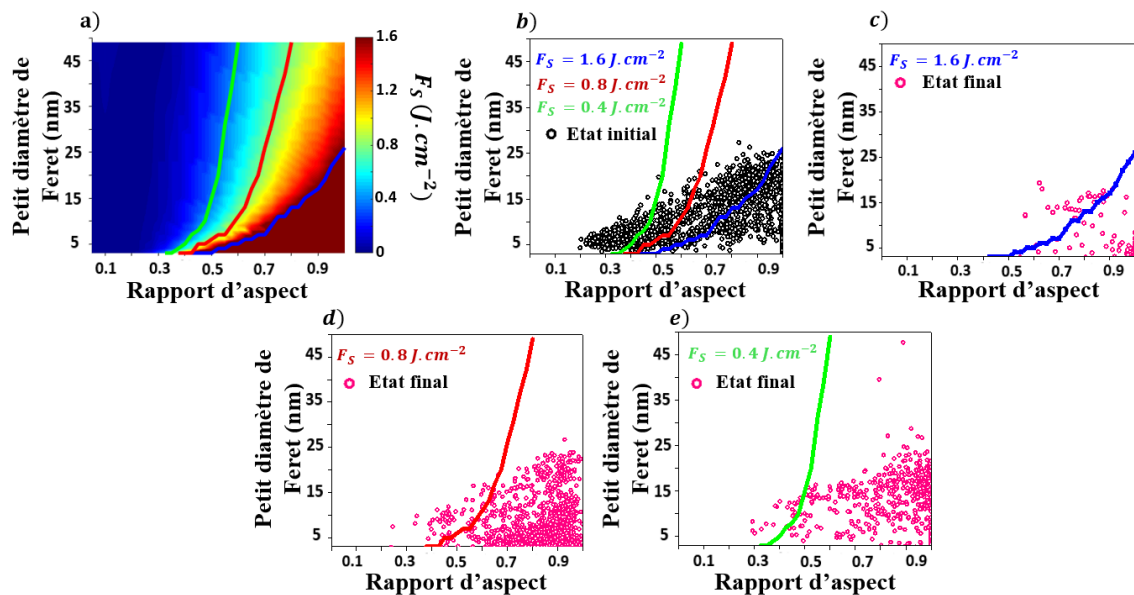 a)
Petit diamètre de
Feret (nm)
45
35
25
15
5
0.1 0.3 0.5 0.7 0.9
Rapport d'aspect
1.6
1.2
0.8
0.4
0
F_S (J.cm⁻²)
b)
Petit diamètre de
Feret (nm)
45
35
25
15
5
F_S = 1.6 J.cm⁻²
F_S = 0.8 J.cm⁻²
F_S = 0.4 J.cm⁻²
Etat initial
0.1 0.3 0.5 0.7 0.9
Rapport d'aspect
c)
Petit diamètre de
Feret (nm)
45
35
25
15
5
F_S = 1.6 J.cm⁻²
Etat final
0.1 0.3 0.5 0.7 0.9
Rapport d'aspect
d)
Petit diamètre de
Feret (nm)
45
35
25
15
5
F_S = 0.8 J.cm⁻²
Etat final
0.1 0.3 0.5 0.7 0.9
Rapport d'aspect
e)
Petit diamètre de
Feret (nm)
45
35
25
15
5
F_S = 0.4 J.cm⁻²
Etat final
0.1 0.3 0.5 0.7 0.9
Rapport d'aspect